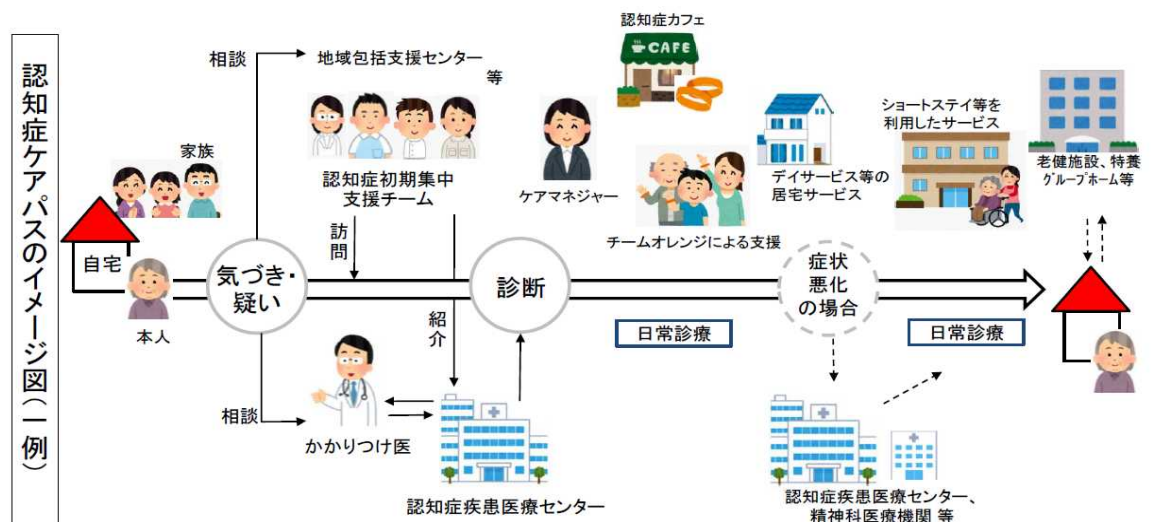 認知症ケアパスのイメージ図(一例)
自宅
本人
家族
気づき・
疑い
相談
地域包括支援センター 等
認知症初期集中
支援チーム
訪問
相談
かかりつけ医
紹介
認知症疾患医療センター
診断
ケアマネジャー
認知症カフェ
CAFE
チームオレンジによる支援
デイサービス等の
居宅サービス
日常診療
症状
悪化
の場合
認知症疾患医療センター、
精神科医療機関 等
ショートステイ等を
利用したサービス
日常診療
老健施設、特養
グループホーム等